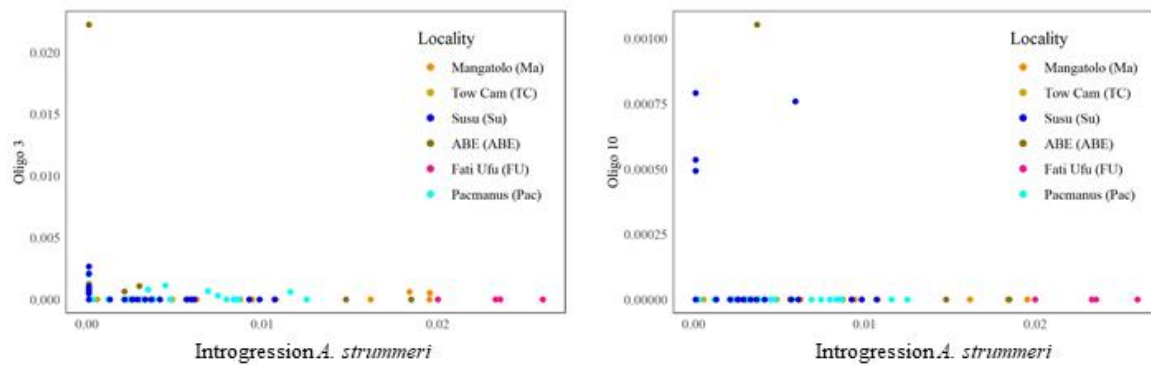 Locality
Mangatolo (Ma)
Tow Cam (TC)
Susu (Su)
ABE (ABE)
Fati Ufu (FU)
Pacmanus (Pac)
Oligo 3
0.020
0.015
0.010
0.005
0.000
0.00
0.01
0.02
Introgression A. strummeri
Locality
Mangatolo (Ma)
Tow Cam (TC)
Susu (Su)
ABE (ABE)
Fati Ufu (FU)
Pacmanus (Pac)
Oligo 10
0.00100
0.00075
0.00050
0.00025
0.00000
0.00
0.01
0.02
Introgression A. strummeri